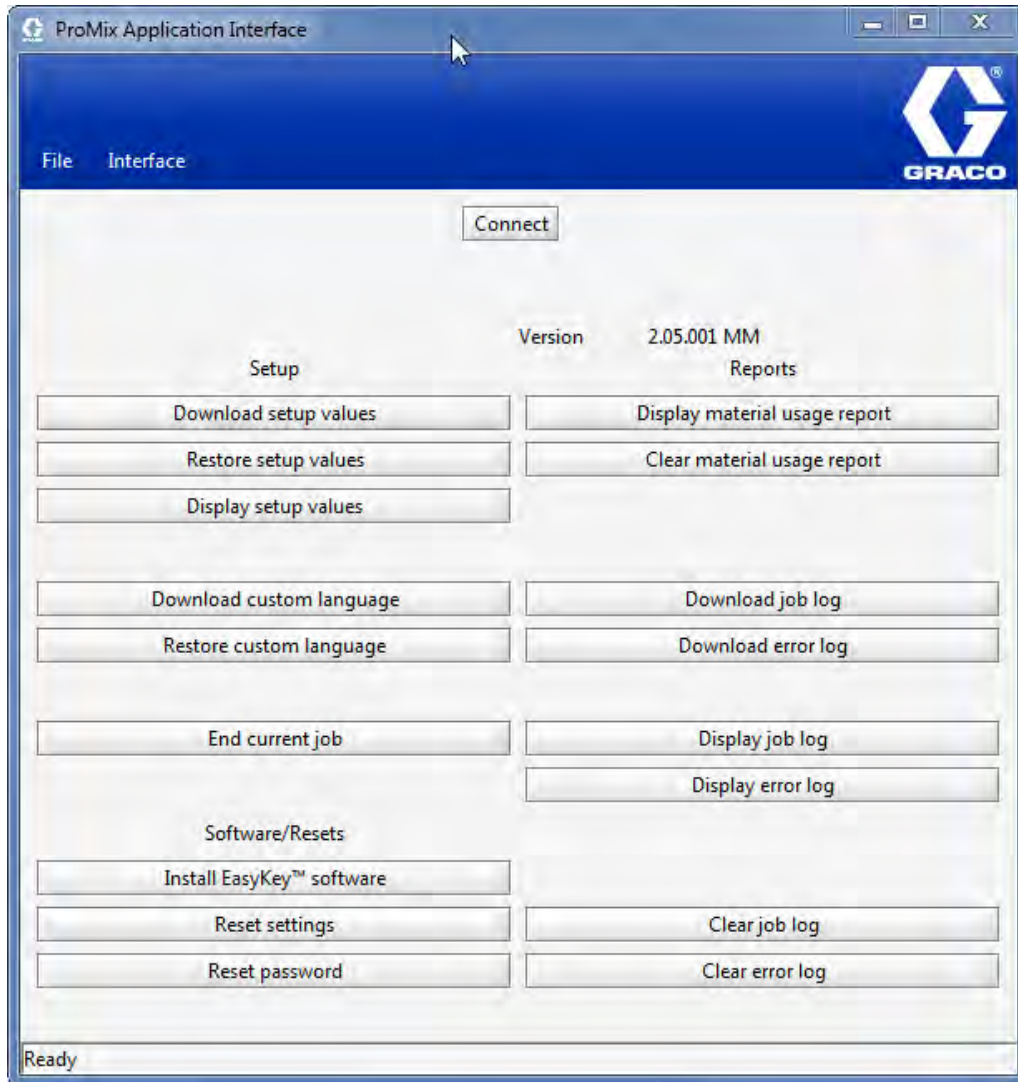 ProMix Application Interface
®
File Interface
GRACO
Connect
Version 2.05.001 MM
Setup Reports
Download setup values Display material usage report
Restore setup values Clear material usage report
Display setup values
Download custom language Download job log
Restore custom language Download error log
End current job Display job log
Display error log
Software/Resets
Install EasyKey™ software
Reset settings Clear job log
Reset password Clear error log
Ready